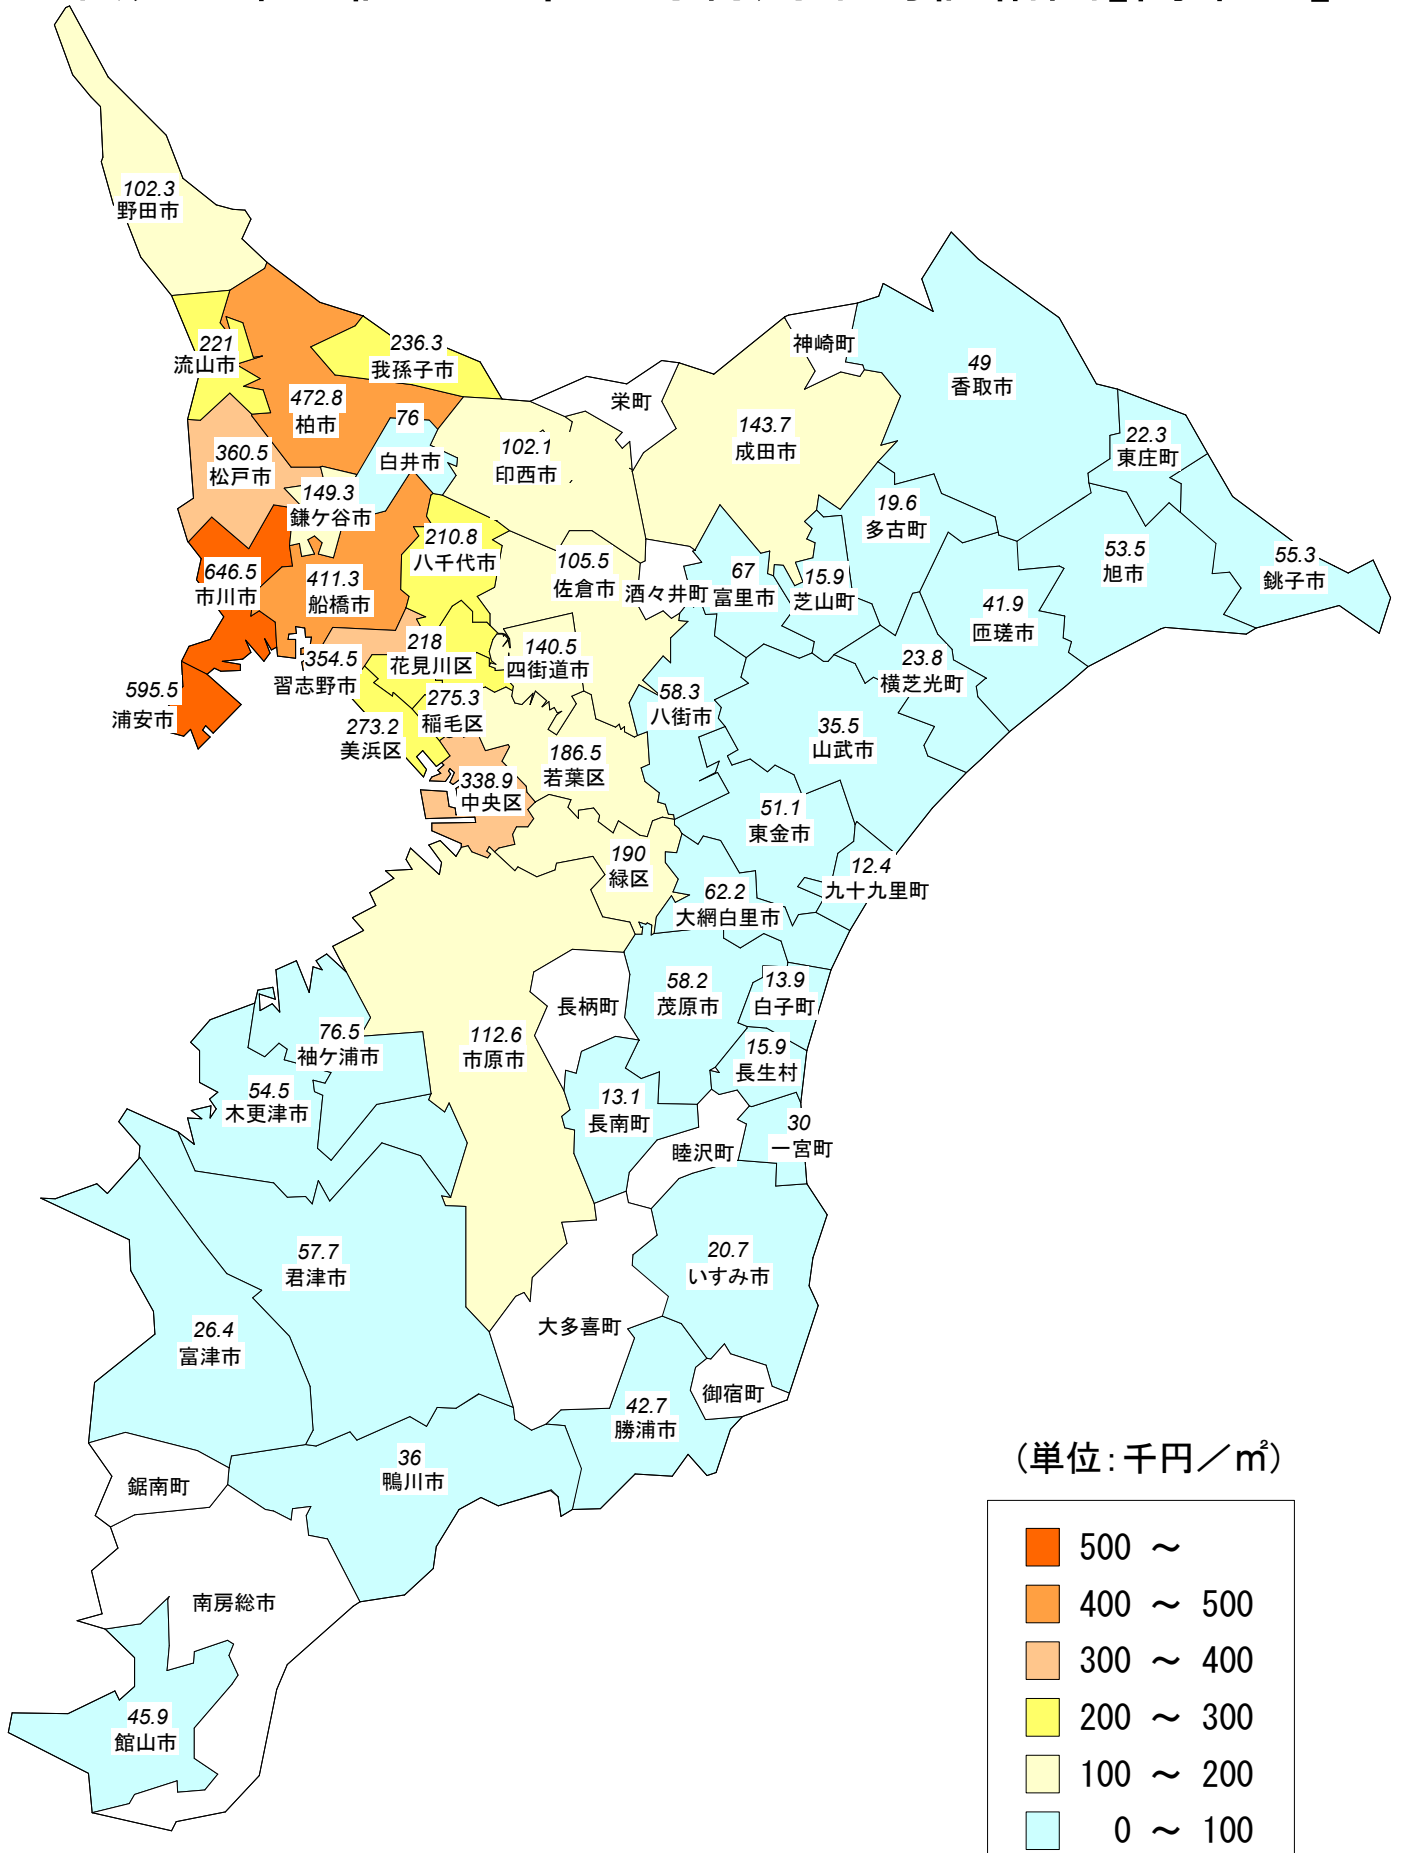 102.3
野田市
221
流山市
236.3
我孫子市
472.8
柏市
76
白井市
360.5
松戸市
149.3
鎌ケ谷市
102.1
印西市
栄町
143.7
成田市
神崎町
49
香取市
22.3
東庄町
19.6
多古町
53.5
旭市
55.3
銚子市
646.5
市川市
411.3
船橋市
210.8
八千代市
105.5
佐倉市
酒々井町
67
富里市
15.9
芝山町
41.9
匝瑳市
23.8
横芝光町
595.5
浦安市
354.5
習志野市
218
花見川区
140.5
四街道市
275.3
稲毛区
273.2
美浜区
58.3
八街市
35.5
山武市
186.5
若葉区
338.9
中央区
51.1
東金市
190
緑区
12.4
九十九里町
62.2
大網白里市
58.2
茂原市
13.9
白子町
長柄町
112.6
市原市
76.5
袖ケ浦市
15.9
長生村
54.5
木更津市
13.1
長南町
30
一宮町
睦沢町
57.7
君津市
20.7
いすみ市
26.4
富津市
大多喜町
御宿町
42.7
勝浦市
36
鴨川市
鋸南町
南房総市
45.9
館山市
(単位:千円/㎡)
500 ~
400 ~ 500
300 ~ 400
200 ~ 300
100 ~ 200
0 ~ 100